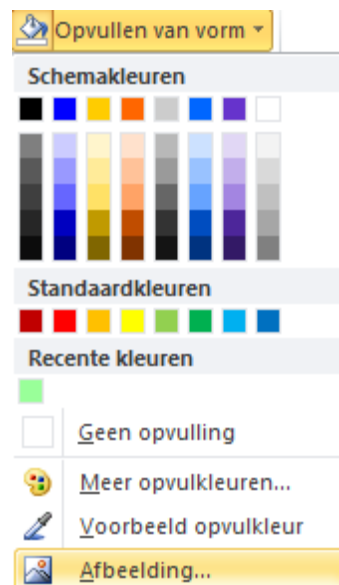 Opvullen van vorm
Schemakleuren
Standaardkleuren
Recente kleuren
Geen opvulling
Meer opvulkleuren...
Voorbeeld opvulkleur
Afbeelding...